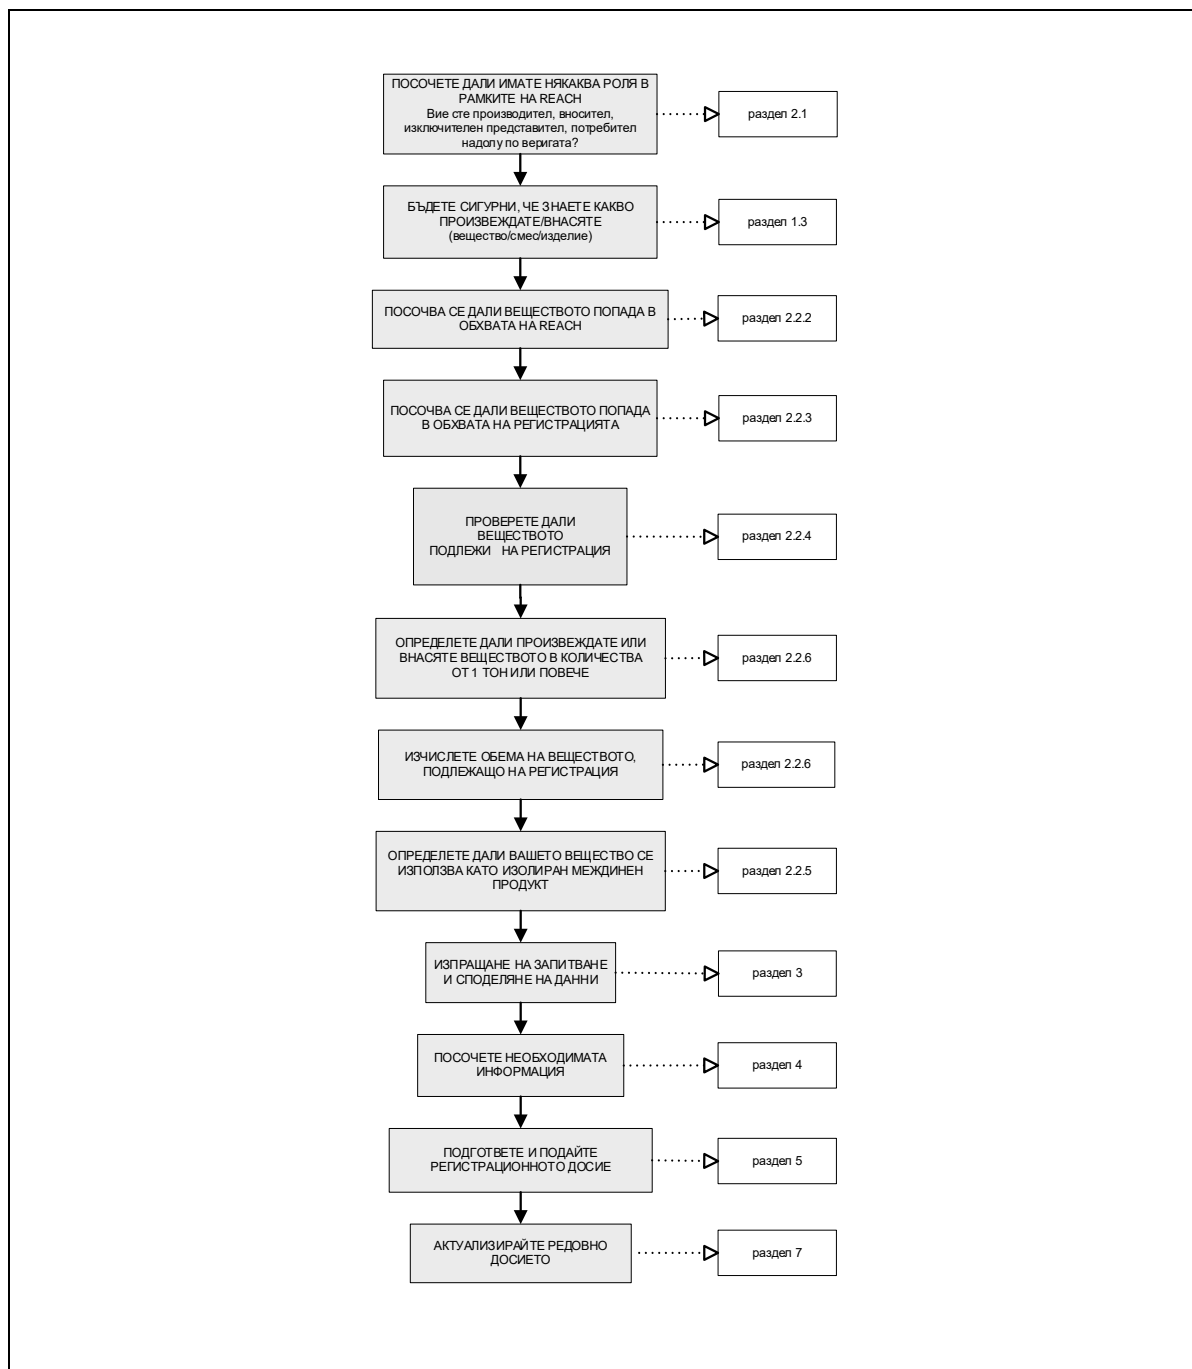 ПОСОЧЕТЕ ДАЛИ ИМАТЕ НЯКАКВА РОЛЯ В
РАМКИТЕ НА REACH
Вие сте производител, вносител,
изключителен представител, потребител
надолу по веригата?
раздел 2.1
БЪДЕТЕ СИГУРНИ, ЧЕ ЗНАЕТЕ КАКВО
ПРОИЗВЕЖДАТЕ/ВНАСЯТЕ
(вещество/смес/изделие)
раздел 1.3
ПОСОЧВА СЕ ДАЛИ ВЕЩЕСТВОТО ПОПАДА В
ОБХВАТА НА REACH
раздел 2.2.2
ПОСОЧВА СЕ ДАЛИ ВЕЩЕСТВОТО ПОПАДА
В ОБХВАТА НА РЕГИСТРАЦИЯТА
раздел 2.2.3
ПРОВЕРЕТЕ ДАЛИ
ВЕЩЕСТВОТО
ПОДЛЕЖИ НА РЕГИСТРАЦИЯ
раздел 2.2.4
ОПРЕДЕЛЕТЕ ДАЛИ ПРОИЗВЕЖДАТЕ ИЛИ
ВНАСЯТЕ ВЕЩЕСТВОТО В КОЛИЧЕСТВА
ОТ 1 ТОН ИЛИ ПОВЕЧЕ
раздел 2.2.6
ИЗЧИСЛЕТЕ ОБЕМА НА ВЕЩЕСТВОТО,
ПОДЛЕЖАЩО НА РЕГИСТРАЦИЯ
раздел 2.2.6
ОПРЕДЕЛЕТЕ ДАЛИ ВАШЕТО ВЕЩЕСТВО СЕ
ИЗПОЛЗВА КАТО ИЗОЛИРАН МЕЖДИНЕН
ПРОДУКТ
раздел 2.2.5
ИЗПРАЩАНЕ НА ЗАПИТВАНЕ
И СПОДЕЛЯНЕ НА ДАННИ
раздел 3
ПОСОЧЕТЕ НЕОБХОДИМАТА
ИНФОРМАЦИЯ
раздел 4
ПОДГОТВЕТЕ И ПОДАЙТЕ
РЕГИСТРАЦИОННОТО ДОСИЕ
раздел 5
АКТУАЛИЗИРАЙТЕ РЕДОВНО
ДОСИЕТО
раздел 7